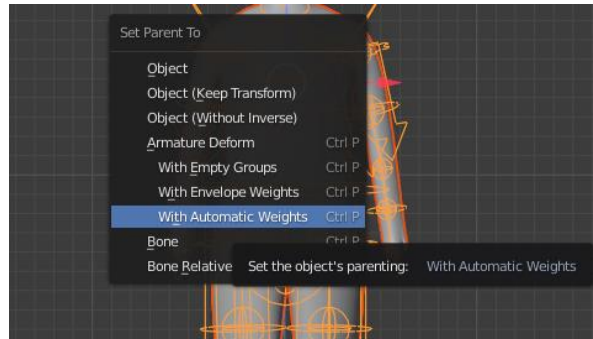 Set Parent To
Object
Object (Keep Transform)
Object (Without Inverse)
Armature Deform Ctrl P
With Empty Groups Ctrl P
With Envelope Weights Ctrl P
With Automatic Weights Ctrl P
Bone Ctrl P
Bone Relative Set the object's parenting: With Automatic Weights